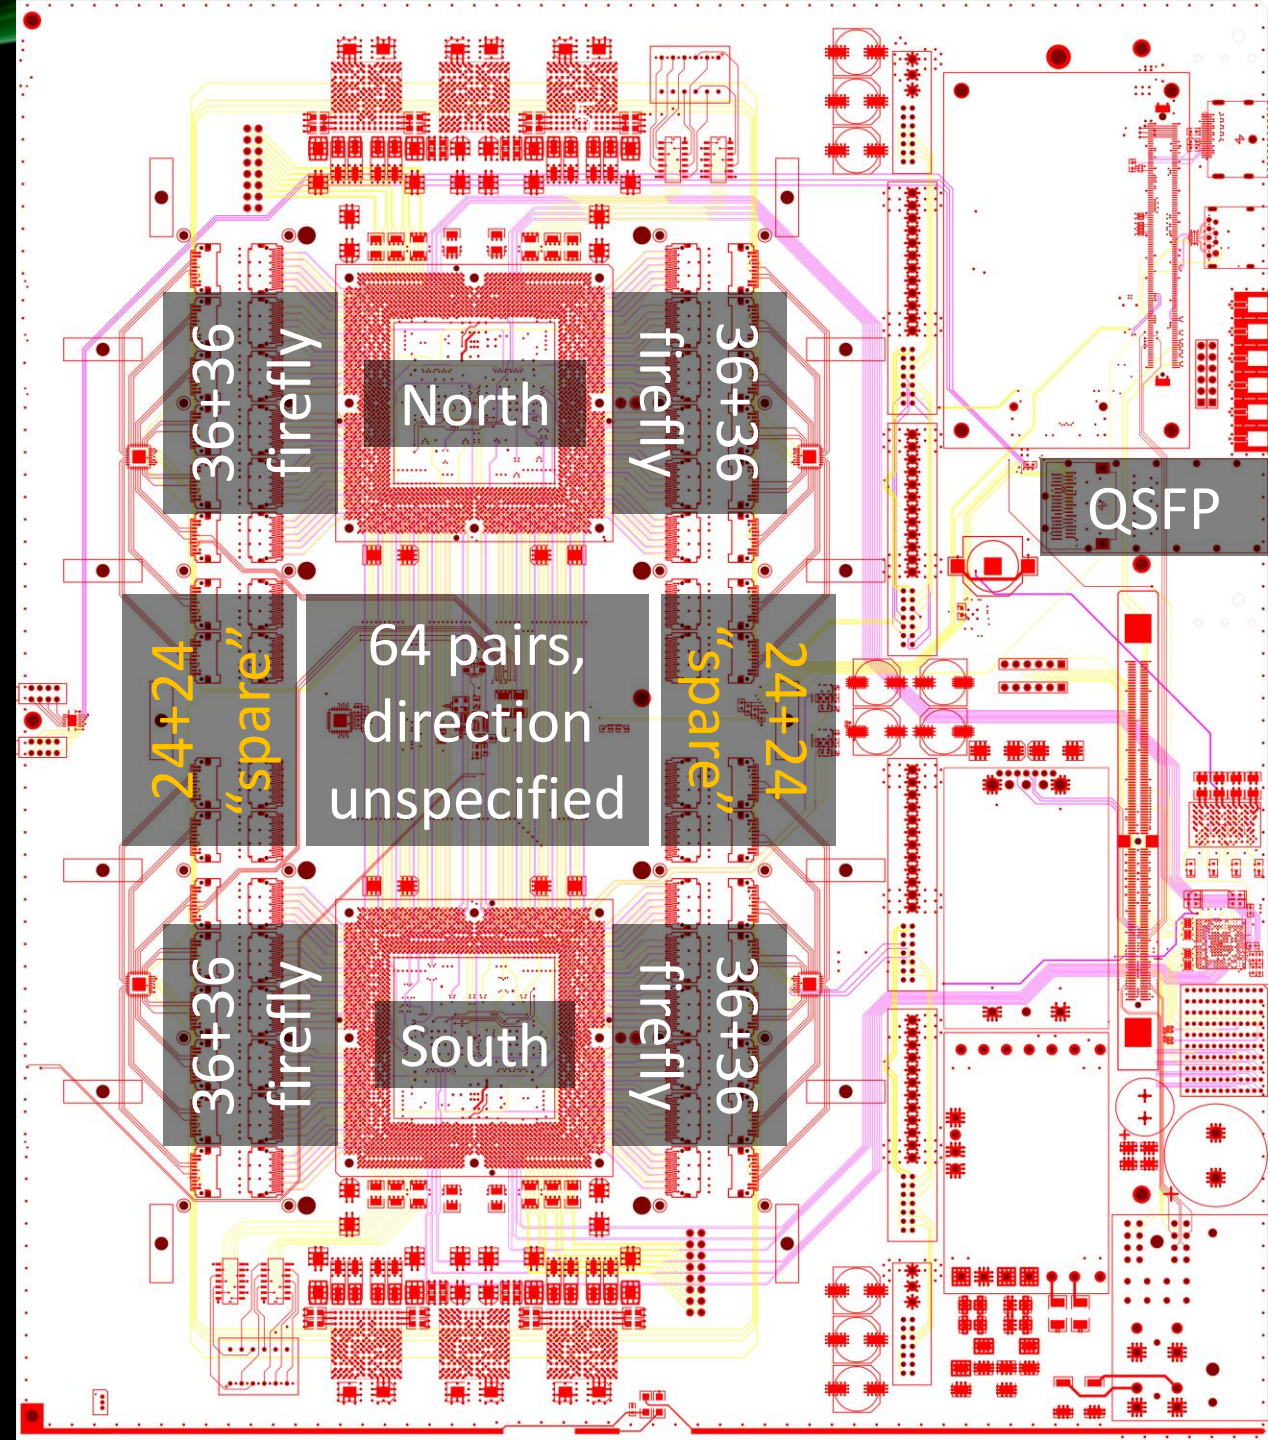 36+36
firefly
North
firefly
36+36
QSFP
24+24
“spare”
64 pairs,
direction
unspecified
“spare”
24+24
36+36
firefly
South
firefly
36+36